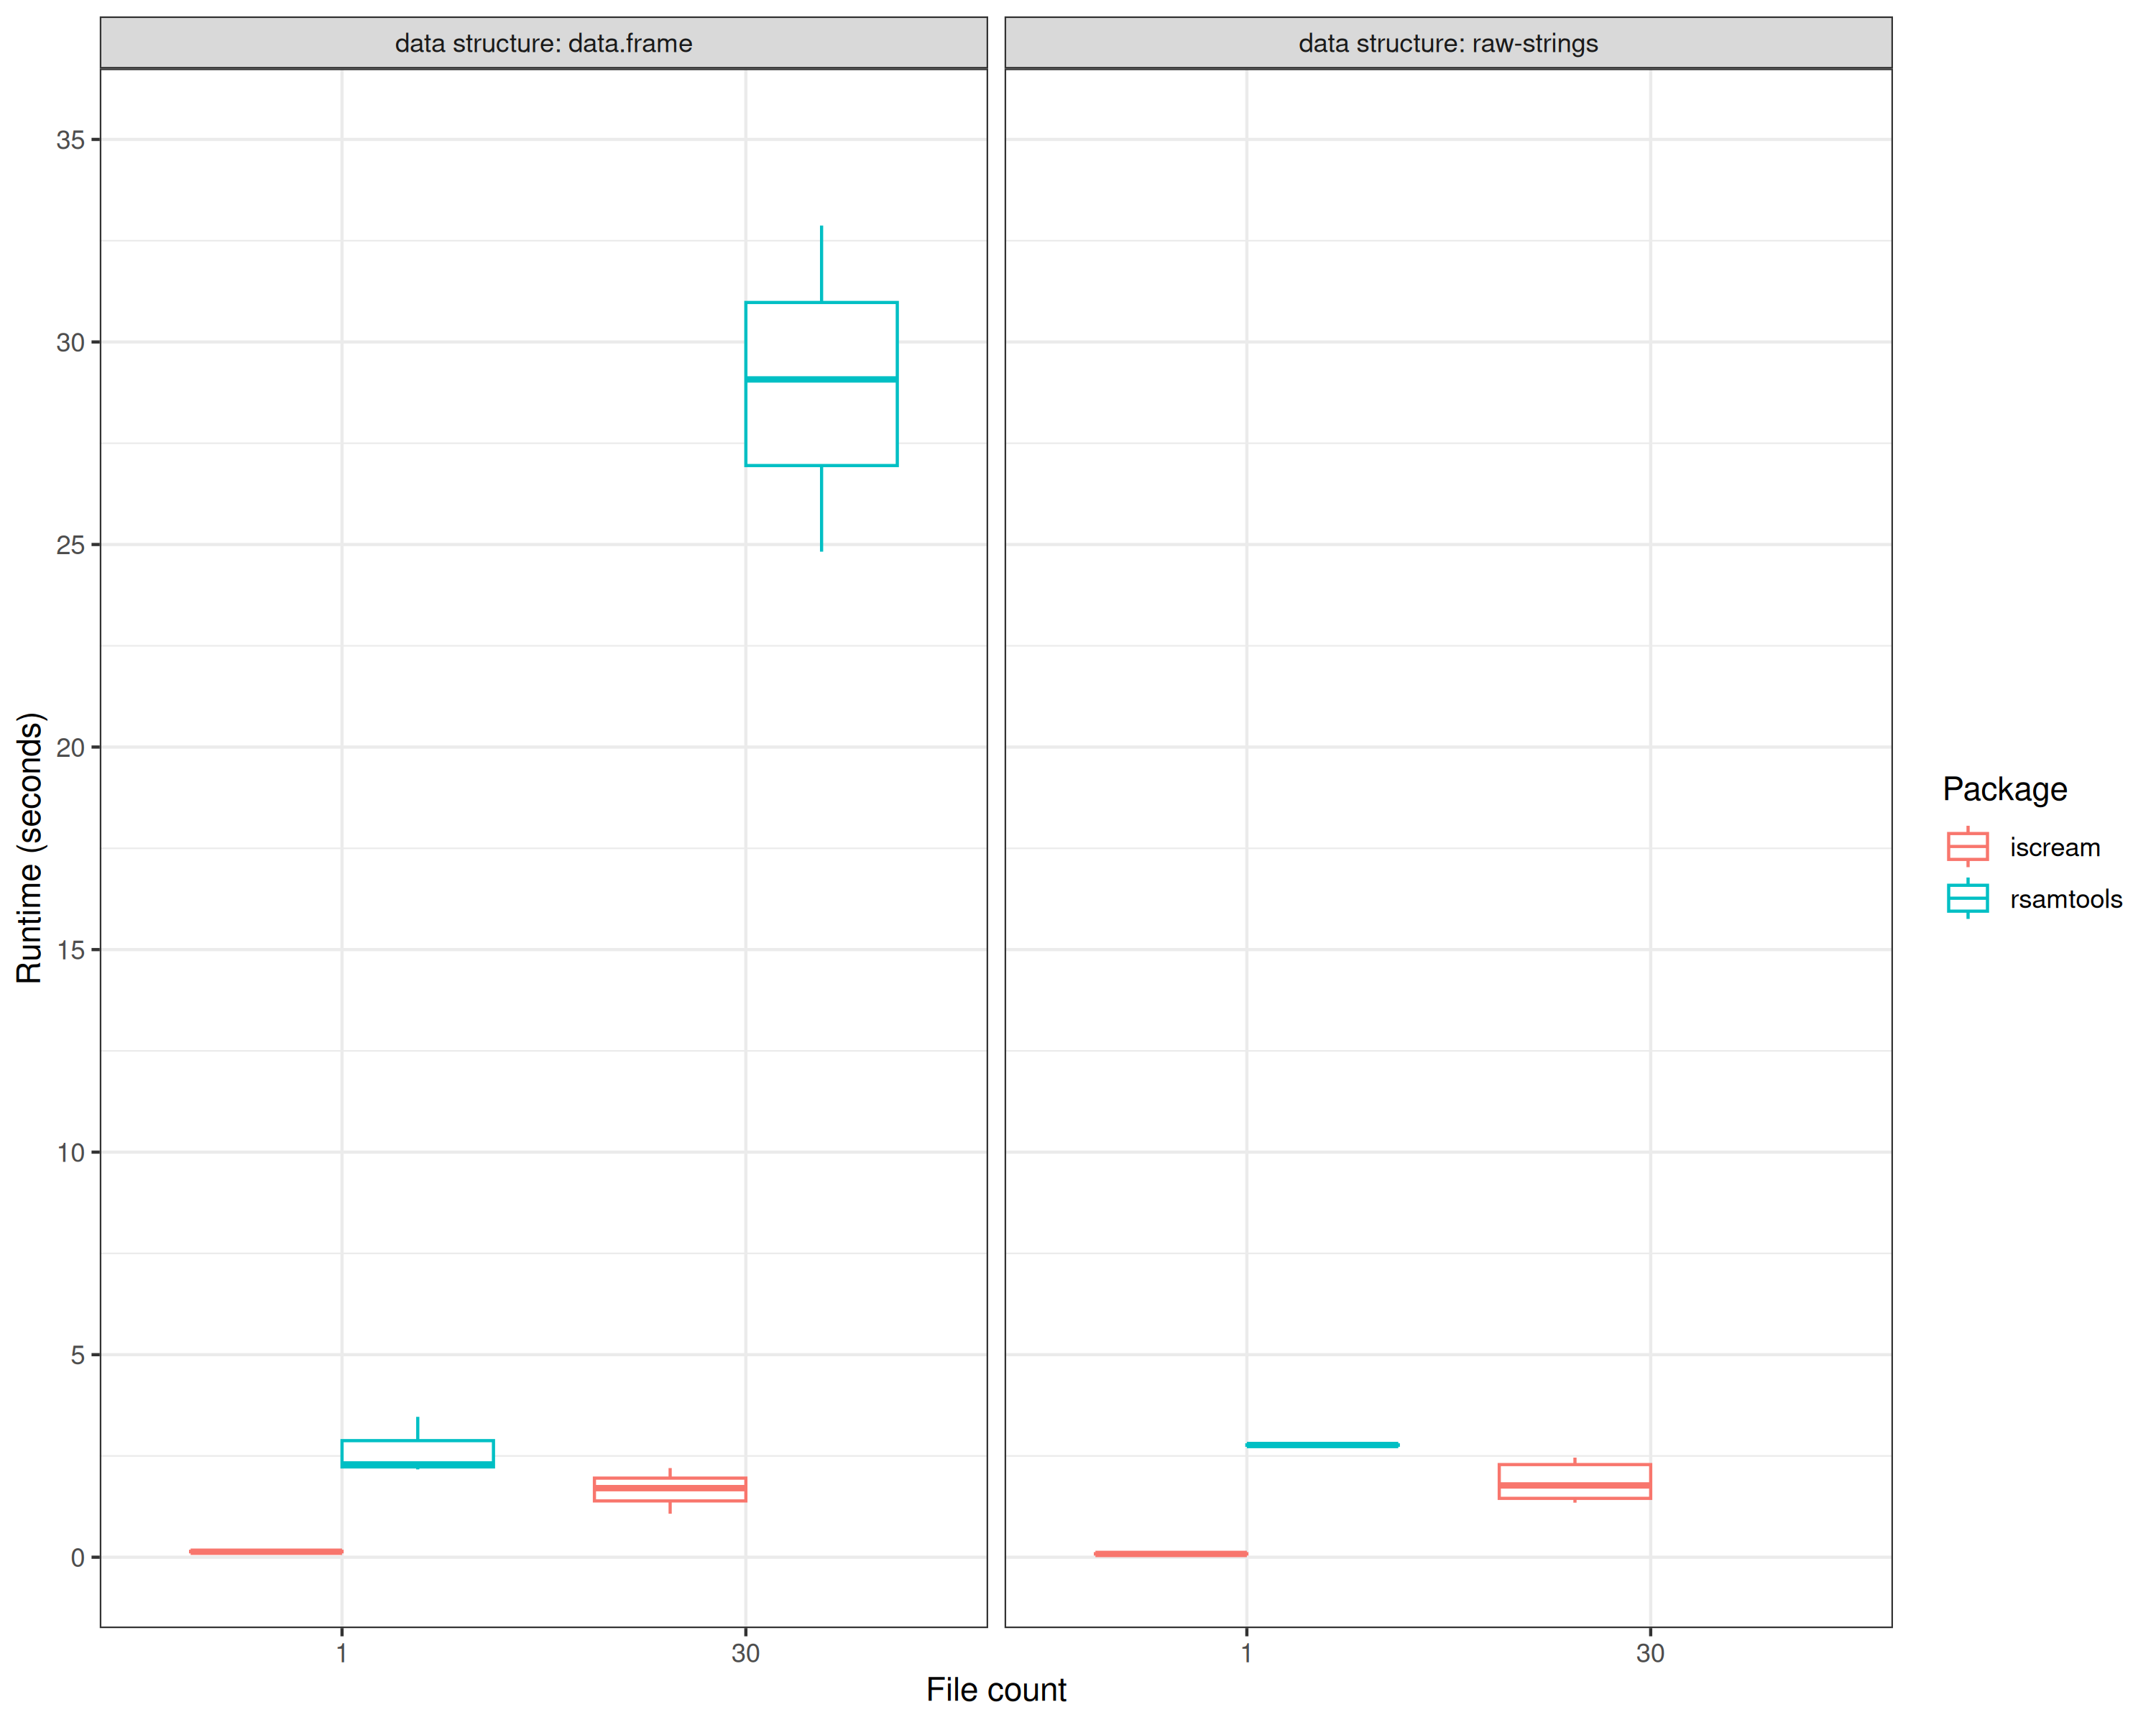 data structure: data.frame
data structure: raw-strings
35
30
25
20
15
10
5
0
Runtime (seconds)
1
30
1
30
File count
Package
iscream
rsamtools